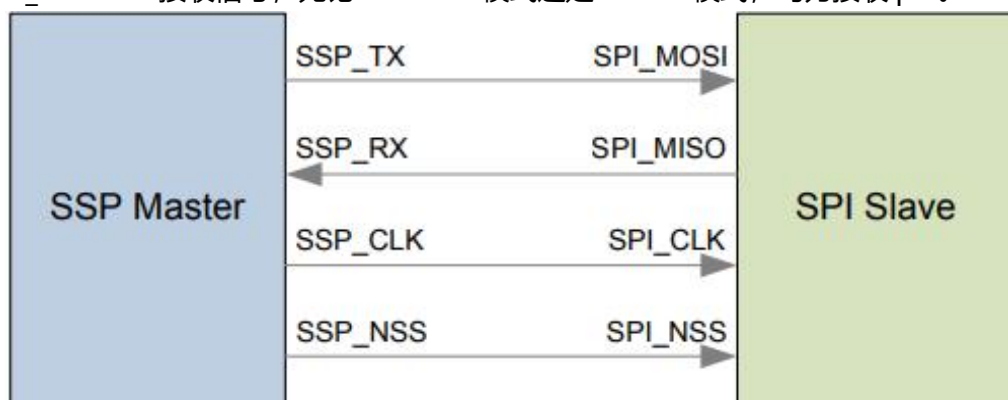 SSP_TX SPI_MOSI
SSP_RX SPI_MISO
SSP Master SPI Slave
SSP_CLK SPI_CLK
SSP_NSS SPI_NSS